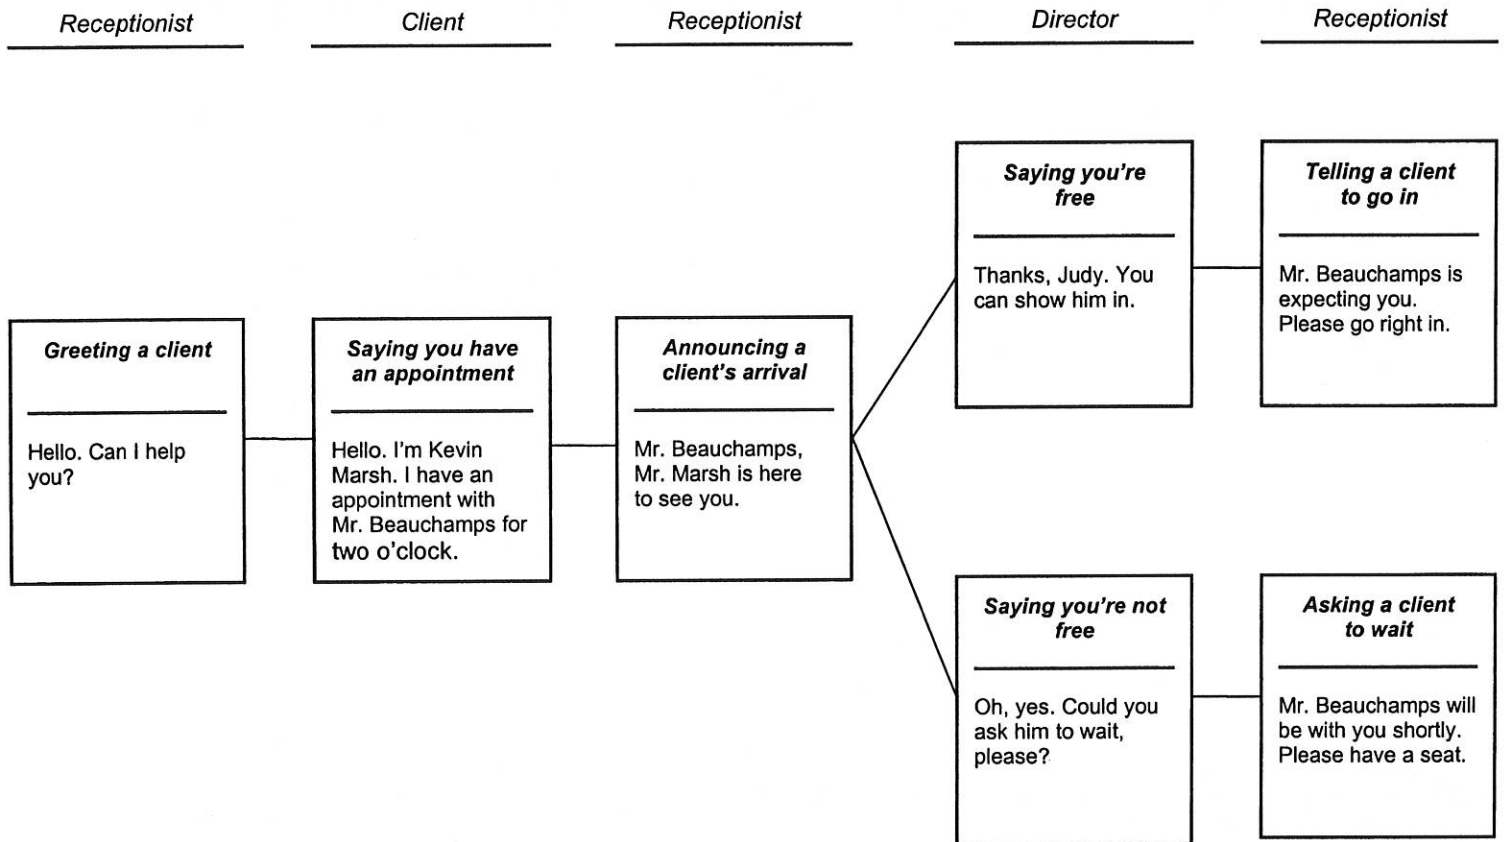 Receptionist
Client
Receptionist
Director
Receptionist
Greeting a client
Hello. Can I help
you?
Saying you have
an appointment
Hello. I'm Kevin
Marsh. I have an
appointment with
Mr. Beauchamps for
two o'clock.
Announcing a
client's arrival
Mr. Beauchamps,
Mr. Marsh is here
to see you.
Saying you're
free
Thanks, Judy. You
can show him in.
Telling a client
to go in
Mr. Beauchamps is
expecting you.
Please go right in.
Saying you're not
free
Oh, yes. Could you
ask him to wait,
please?
Asking a client
to wait
Mr. Beauchamps will
be with you shortly.
Please have a seat.